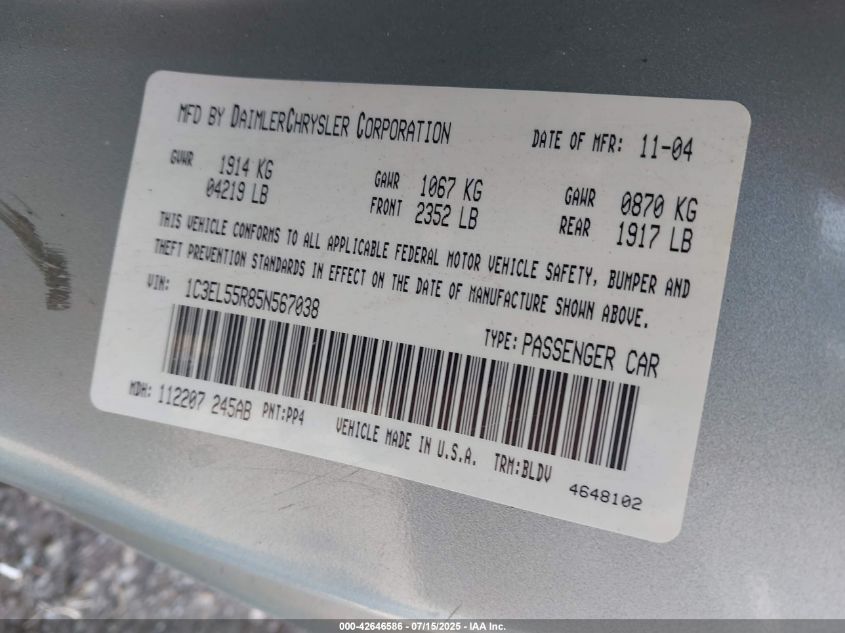 MFD BY DAIMLERCHRYSLER CORPORATION DATE OF MFR: 11-04
GVWR 1914 KG
04219 LB
GAWR FRONT 1067 KG
2352 LB
GAWR REAR 0870 KG
1917 LB
THIS VEHICLE CONFORMS TO ALL APPLICABLE FEDERAL MOTOR VEHICLE SAFETY, BUMPER AND
THEFT PREVENTION STANDARDS IN EFFECT ON THE DATE OF MANUFACTURE SHOWN ABOVE.
VIN: 1C3EL55R85N567038 TYPE: PASSENGER CAR
MDH: 112207 245AB PNT:PP4 VEHICLE MADE IN U.S.A. TRM:BLDV
4648102
000-42646586 - 07/15/2025 - IAA Inc.